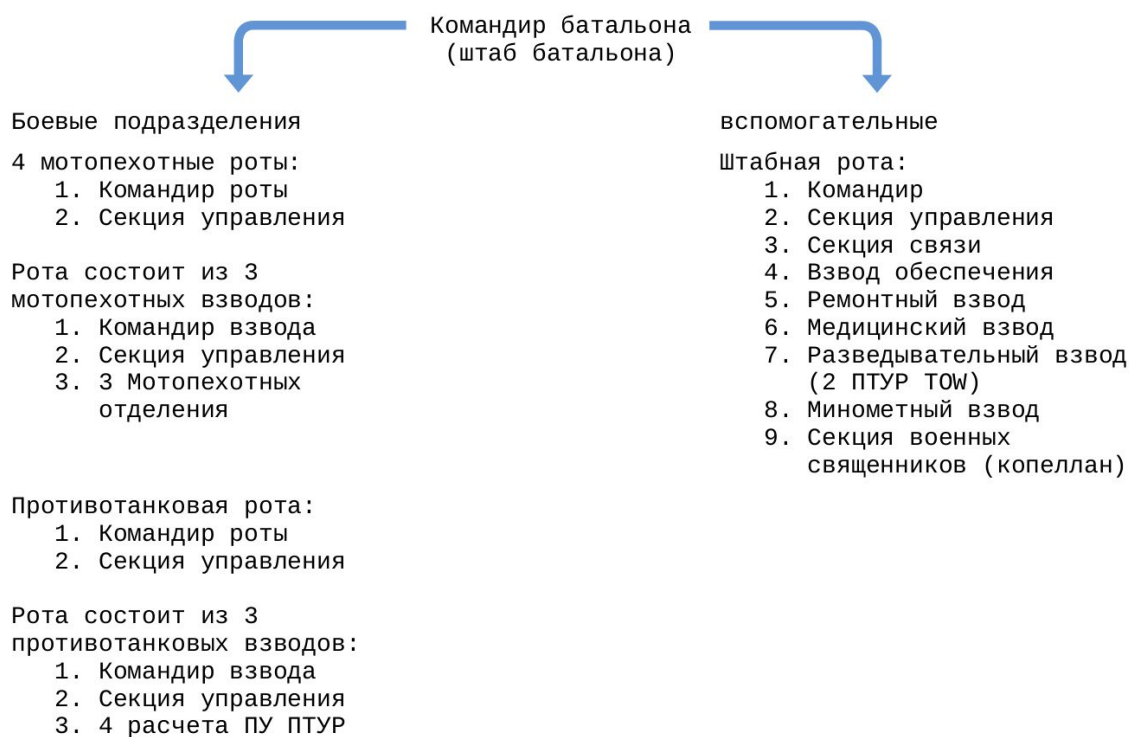 Командир батальона
(штаб батальона)
Боевые подразделения
4 мотопехотные роты:
1. Командир роты
2. Секция управления
Рота состоит из 3
мотопехотных взводов:
1. Командир взвода
2. Секция управления
3. 3 Мотопехотных
отделения
Противотанковая рота:
1. Командир роты
2. Секция управления
Рота состоит из 3
противотанковых взводов:
1. Командир взвода
2. Секция управления
3. 4 расчета ПУ ПТУР
вспомогательные
Штабная рота:
1. Командир
2. Секция управления
3. Секция связи
4. Взвод обеспечения
5. Ремонтный взвод
6. Медицинский взвод
7. Разведывательный взвод
(2 ПТУР TOW)
8. Минометный взвод
9. Секция военных
священников (копеллан)